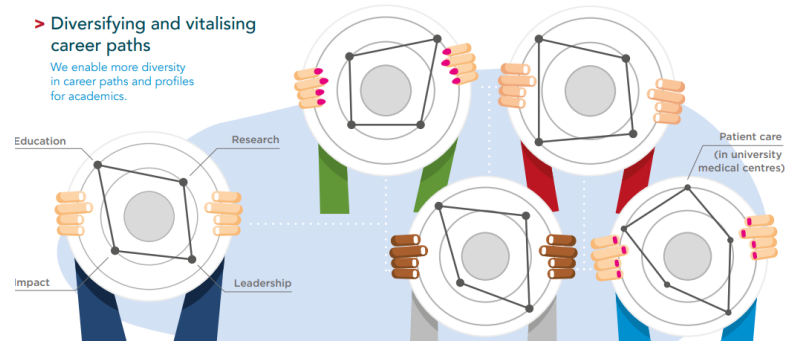 > Diversifying and vitalising
career paths
We enable more diversity
in career paths and profiles
for academics.
Education
Research
Impact
Leadership
Patient care
(in university
medical centres)